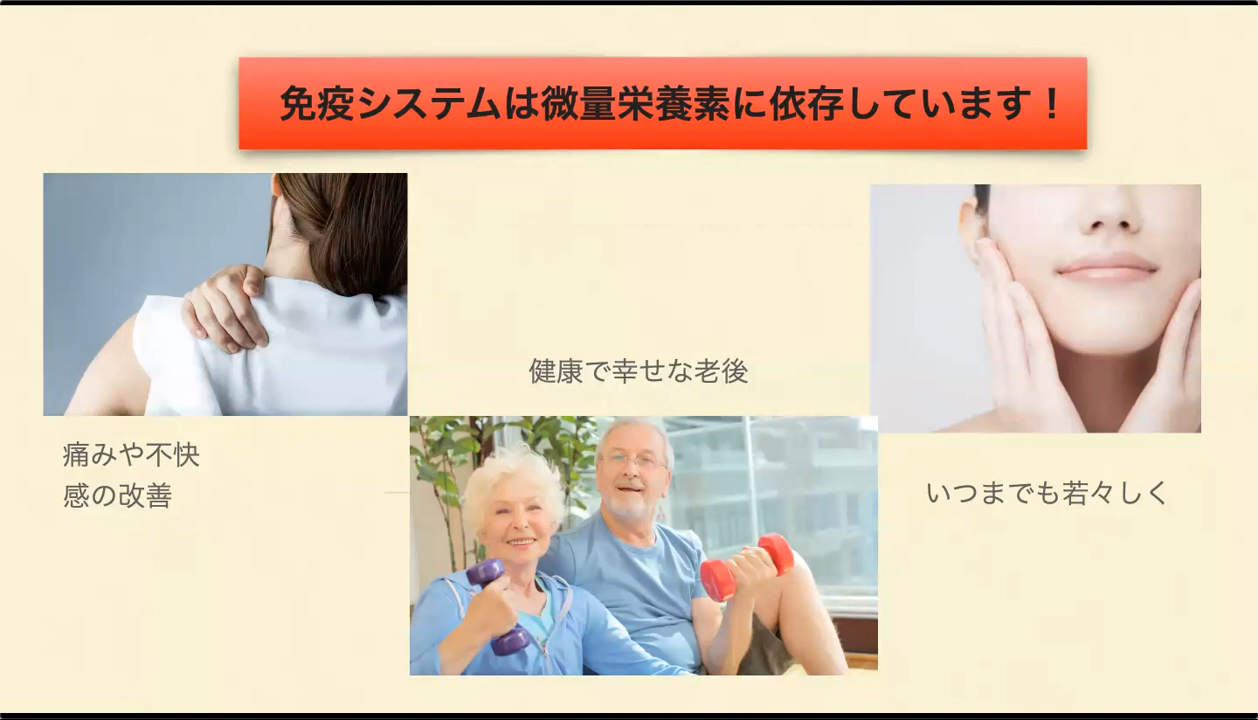 免疫システムは微量栄養素に依存しています！
健康で幸せな老後
痛みや不快
感の改善
いつまでも若々しく